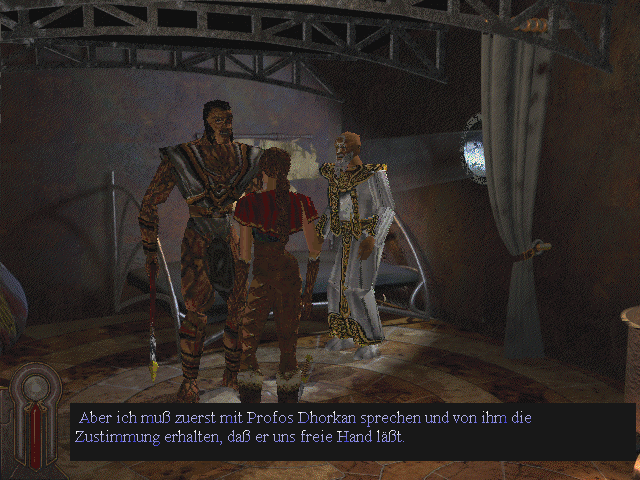 Aber ich muß zuerst mit Profos Dhorkan sprechen und von ihm die
Zustimmung erhalten, daß er uns freie Hand läßt.